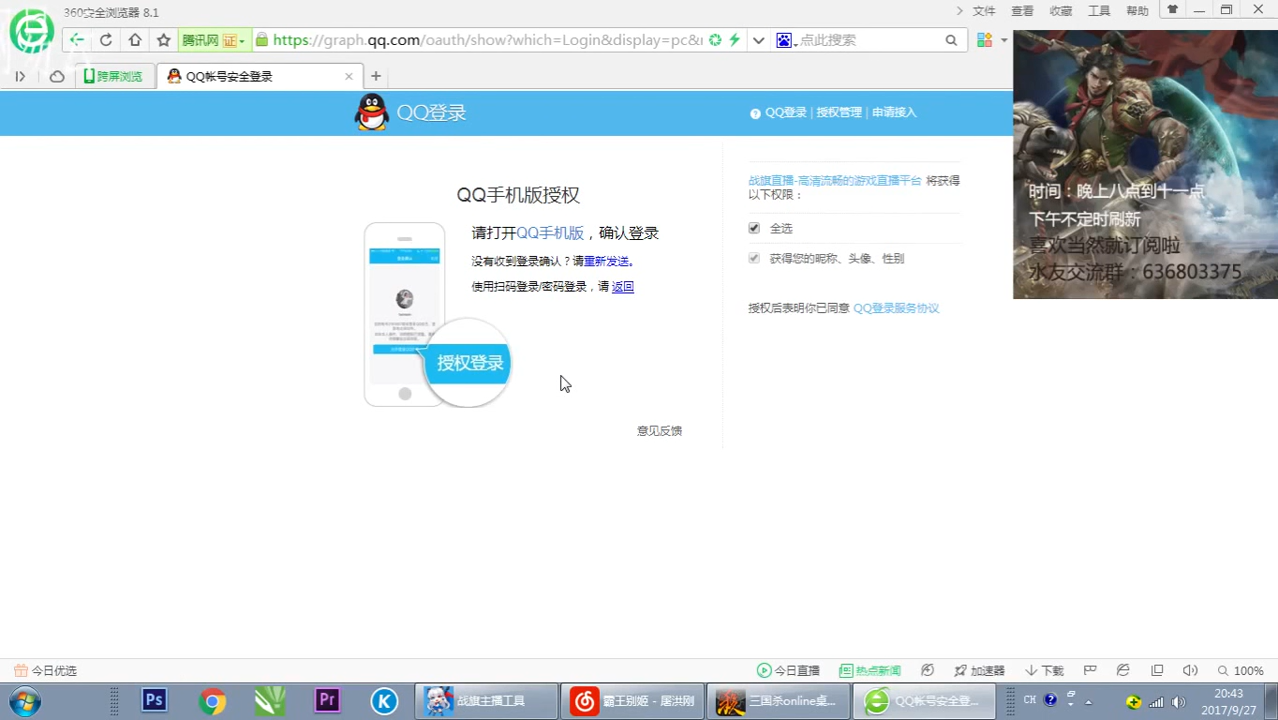 360安全浏览器 8.1
文件
查看
收藏
工具
帮助
腾讯网
证
https://graph.qq.com/oauth/show?which=Login&display=pc&
点此搜索
跨屏浏览
QQ帐号安全登录
QQ登录
QQ登录 | 授权管理 | 申请接入
QQ手机版授权
请打开QQ手机版，确认登录
没有收到登录确认？请重新发送。
使用扫码登录/密码登录，请 返回
授权登录
意见反馈
战旗直播-高清流畅的游戏直播平台 将获得
以下权限：
全选
获得您的昵称、头像、性别
授权后表明你已同意 QQ登录服务协议
时间：晚上八点到十一点
下午不定时刷新
喜欢当然就订阅啦
水友交流群：636803375
今日优选
今日直播
热点新闻
加速器
下载
100%
Ps
Pr
K
战旗主播工具
霸王别姬 - 屠洪刚
三国杀online桌...
QQ帐号安全登...
CH
20:43
2017/9/27